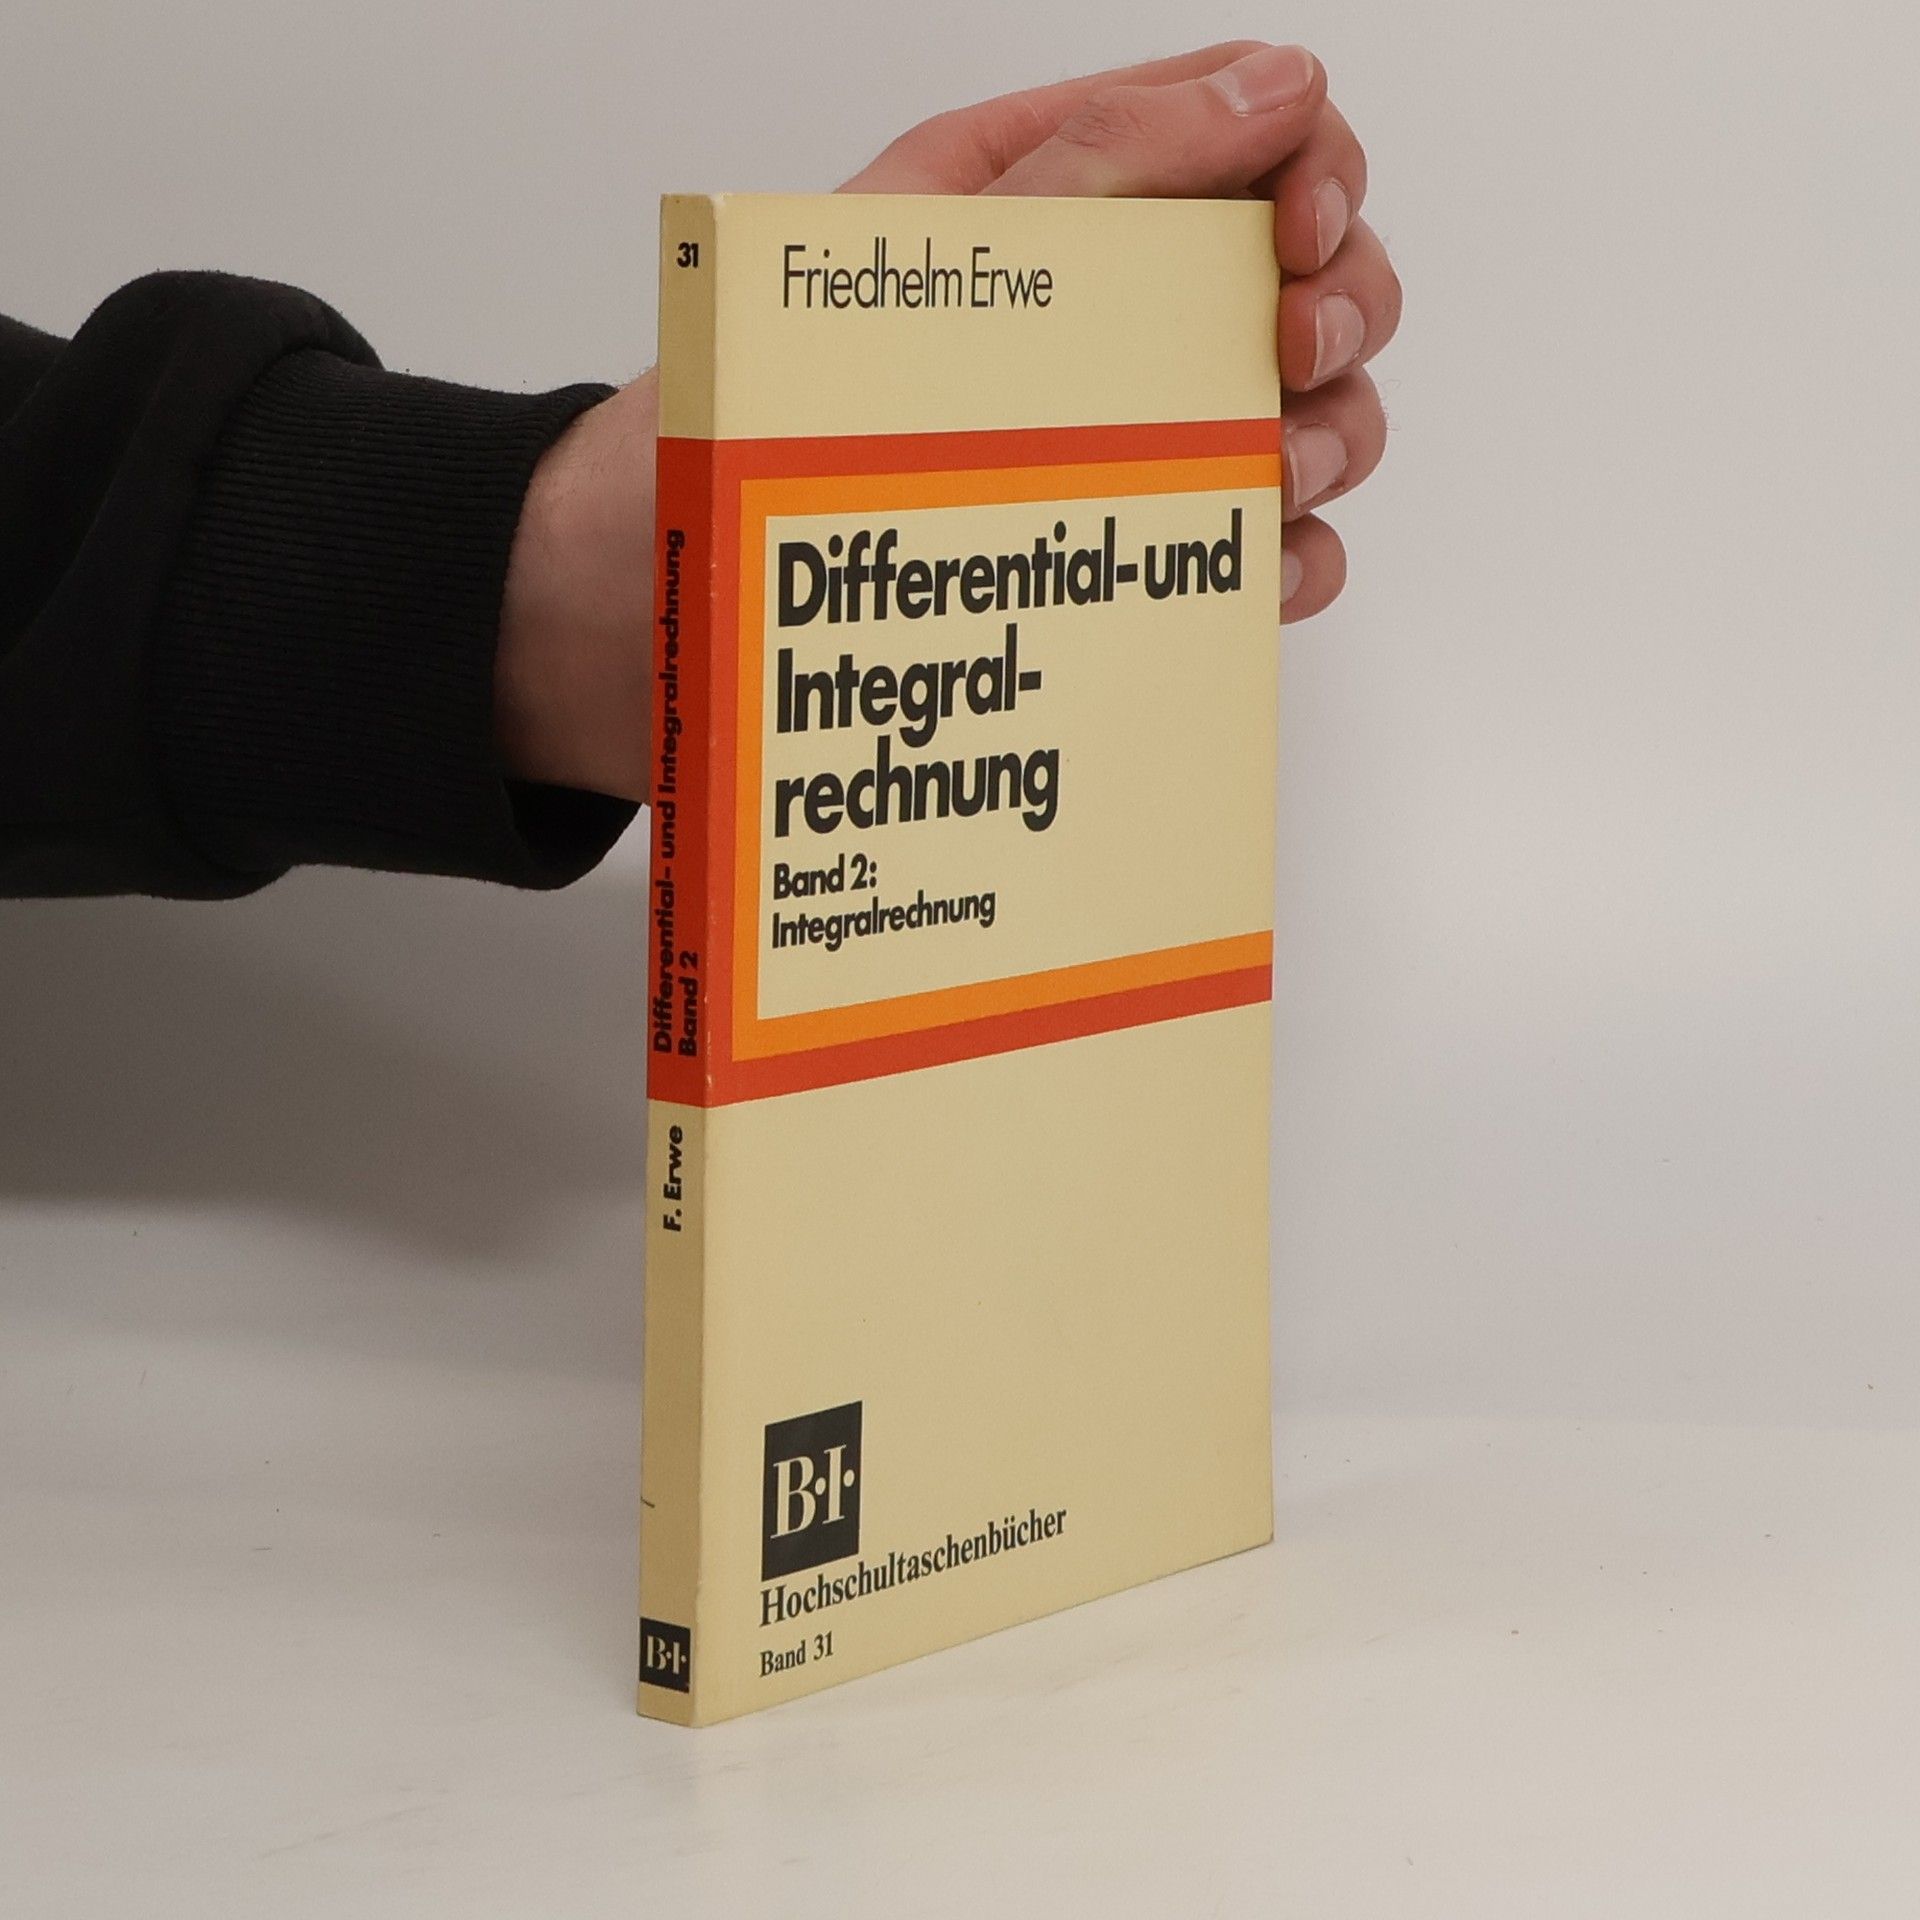 31
Differential- und Integralrechnung
Band 2
F. Erwe
B·I·
Friedhelm Erwe
Differential- und
Integral-
rechnung
Band 2:
Integralrechnung
B·I·
Hochschultaschenbücher
Band 31